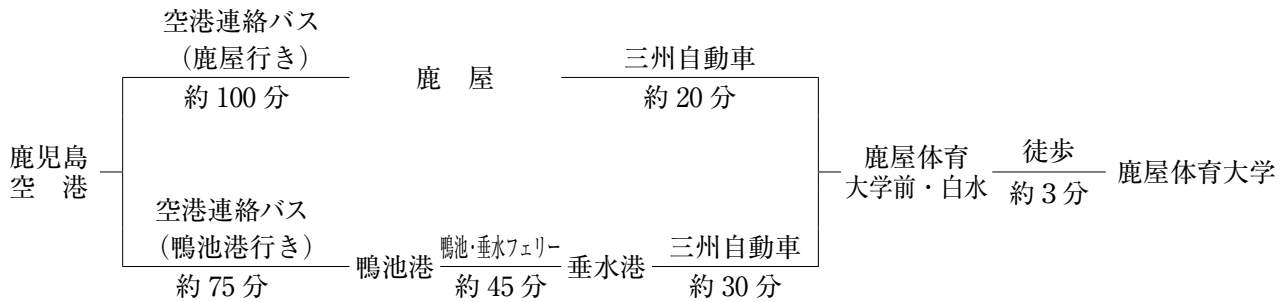 空港連絡バス
（鹿屋行き）
約 100 分
鹿　屋
三州自動車
約 20 分
鹿児島
空　港
鹿屋体育
大学前・白水
徒歩
約 3 分
鹿屋体育大学
空港連絡バス
（鴨池港行き）
約 75 分
鴨池港
鴨池・垂水フェリー
約 45 分
垂水港
三州自動車
約 30 分